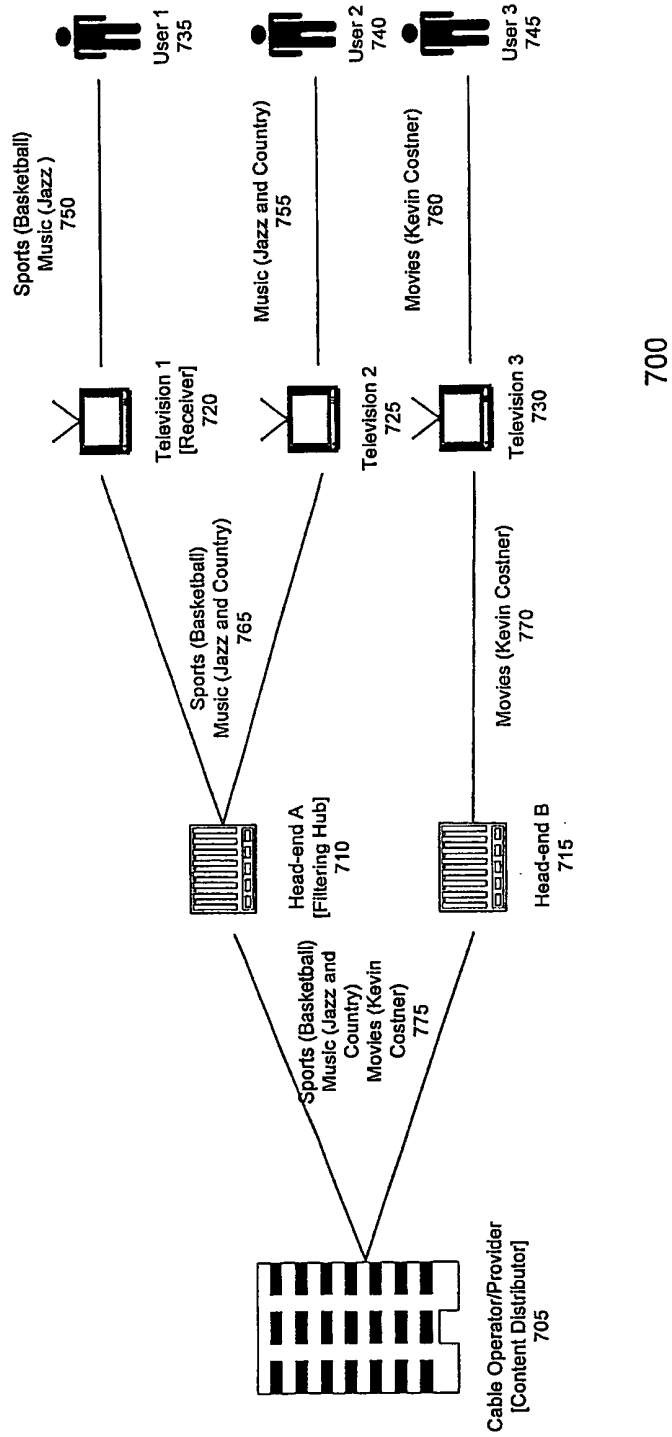 Cable Operator/Provider
[Content Distributor]
705
Sports (Basketball)
Music (Jazz and
Country)
Movies (Kevin
Costner)
775
Head-end A
[Filtering Hub]
710
Head-end B
715
Sports (Basketball)
Music (Jazz and Country)
765
Movies (Kevin Costner)
770
Television 1
[Receiver]
720
Television 2
725
Television 3
730
Sports (Basketball)
Music (Jazz )
750
Music (Jazz and Country)
755
Movies (Kevin Costner)
760
User 1
735
User 2
740
User 3
745
700